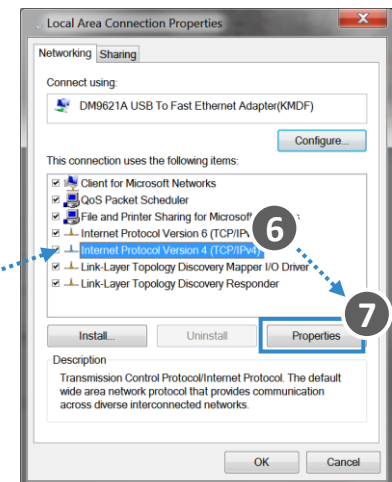 Local Area Connection Properties
Networking Sharing
Connect using:
DM9621A USB To Fast Ethernet Adapter(KMDF)
Configure...
This connection uses the following items:
Client for Microsoft Networks
QoS Packet Scheduler
File and Printer Sharing for Microsoft
6
Internet Protocol Version 6 (TCP/IPv
Internet Protocol Version 4 (TCP/IPv4)
Link-Layer Topology Discovery Mapper I/O Driver
Link-Layer Topology Discovery Responder
7
Install... Uninstall Properties
Description
Transmission Control Protocol/Internet Protocol. The default
wide area network protocol that provides communication
across diverse interconnected networks.
OK Cancel